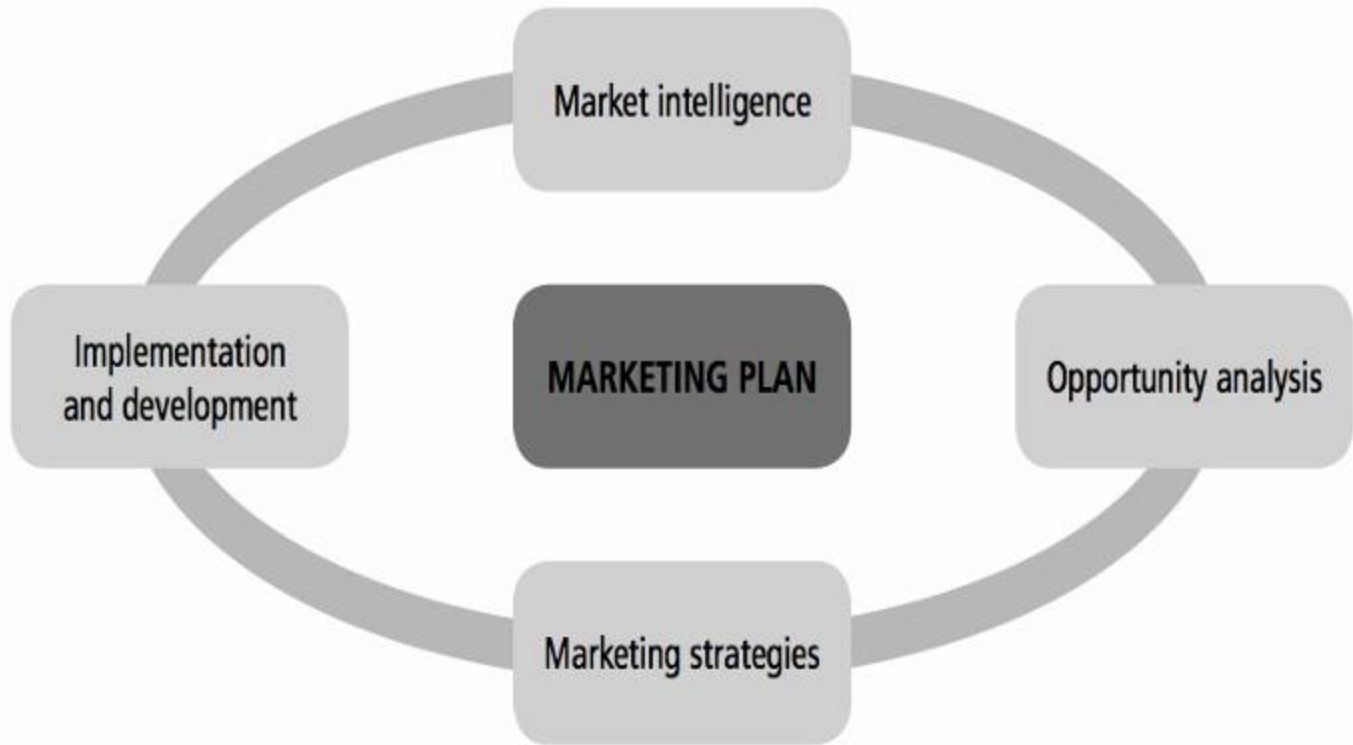 Market intelligence
Implementation
and development
MARKETING PLAN
Opportunity analysis
Marketing strategies